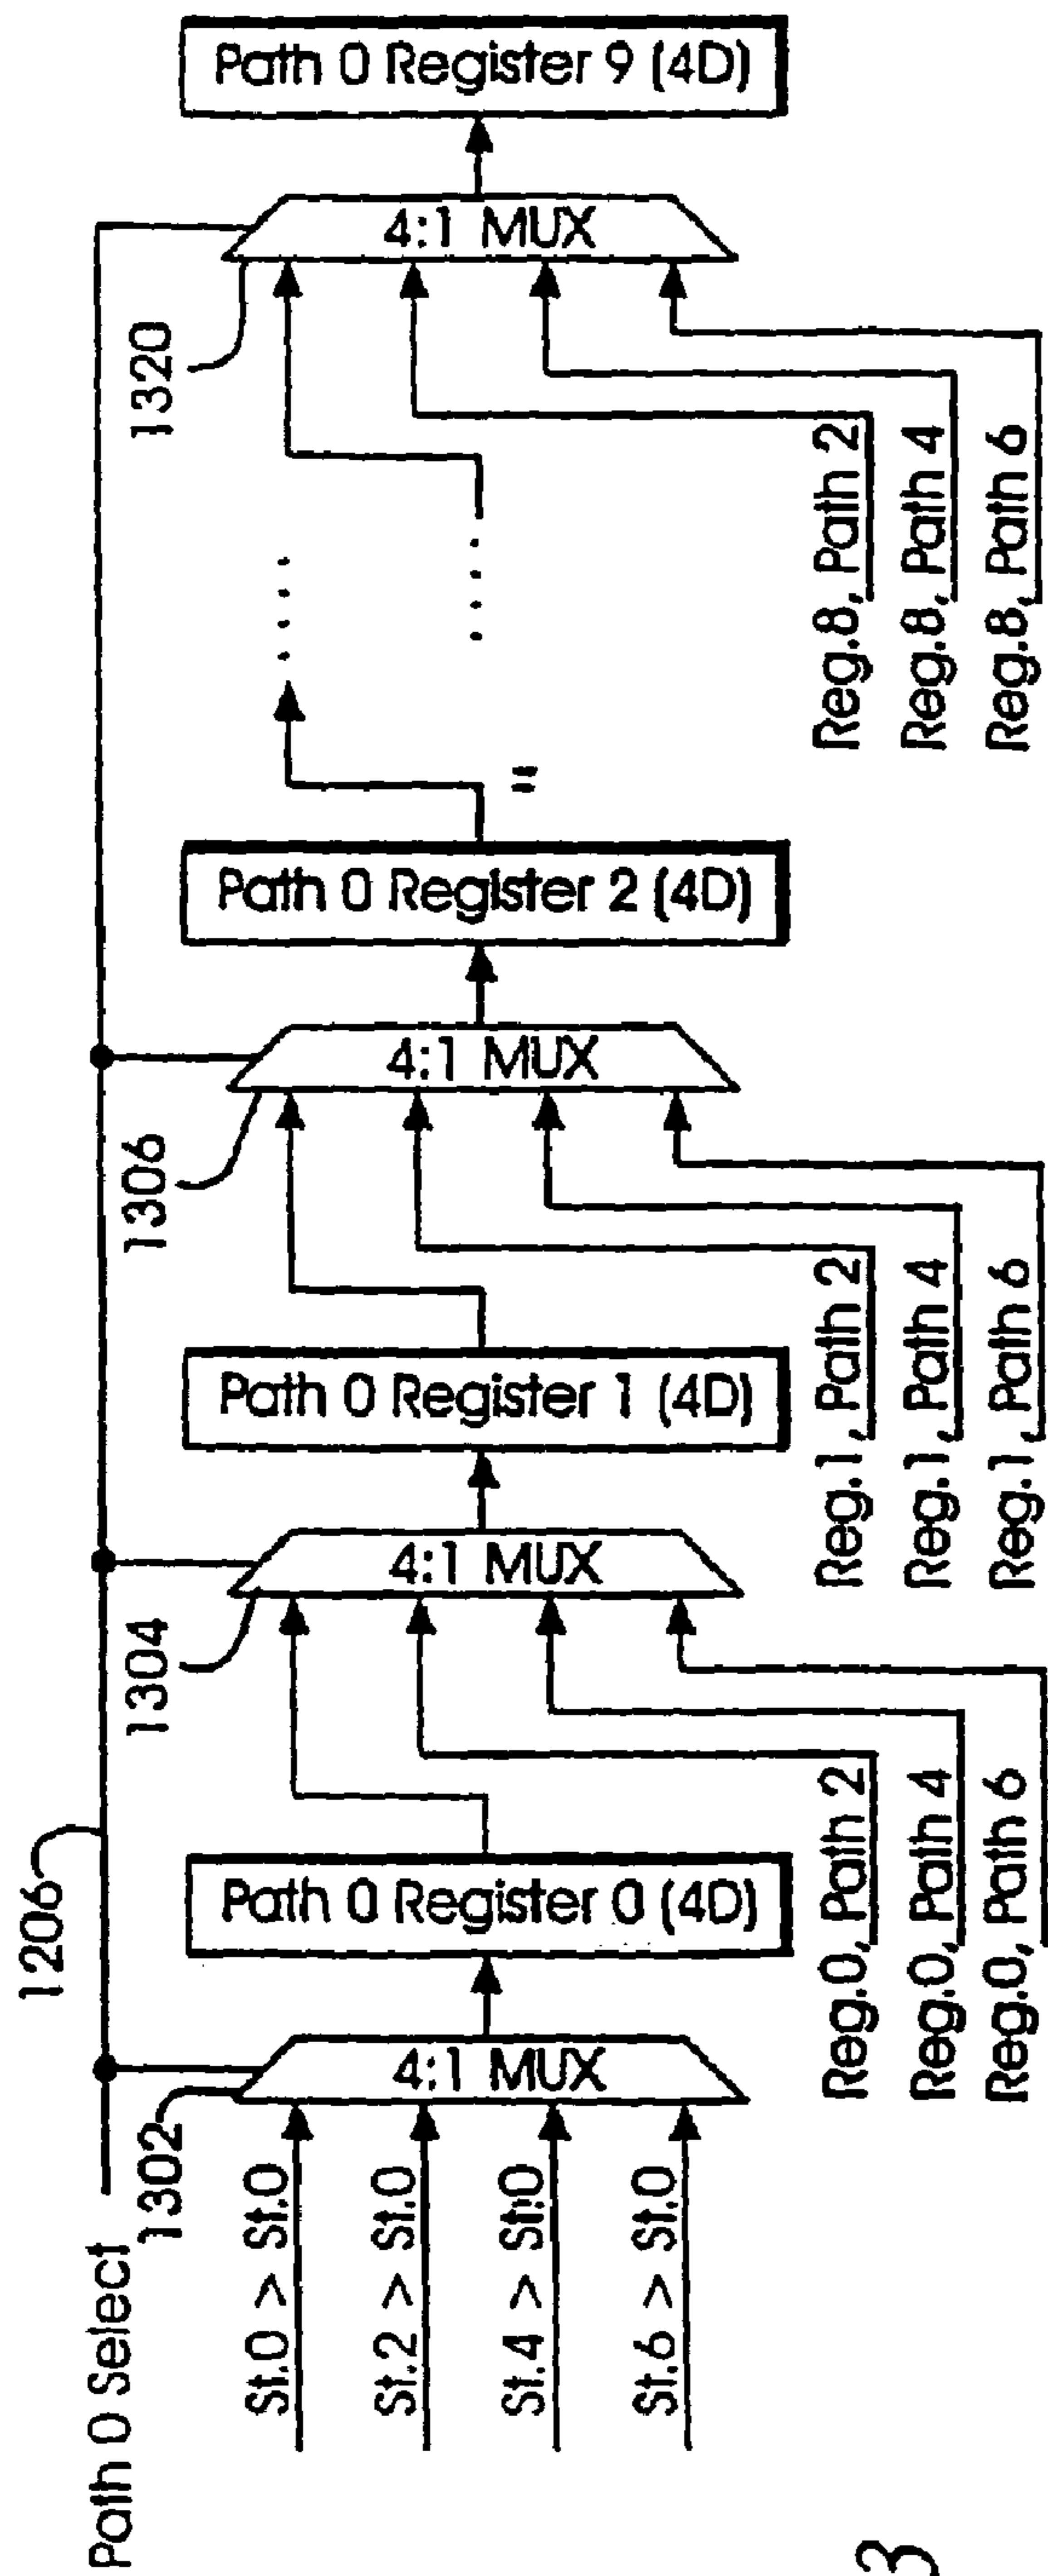 Path 0 Select
1206
1302
St.0 > St.0
St.2 > St.0
St.4 > St.0
St.6 > St.0
4:1 MUX
Path 0 Register 0 (4D)
Reg.0, Path 2
Reg.0, Path 4
Reg.0, Path 6
1304
4:1 MUX
Path 0 Register 1 (4D)
Reg.1, Path 2
Reg.1, Path 4
Reg.1, Path 6
1306
4:1 MUX
Path 0 Register 2 (4D)
Reg.8, Path 2
Reg.8, Path 4
Reg.8, Path 6
1320
4:1 MUX
Path 0 Register 9 (4D)
3